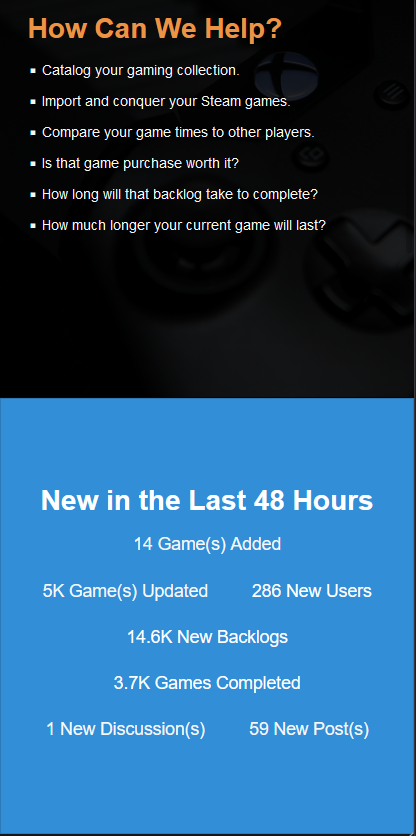 How Can We Help?
Catalog your gaming collection.
Import and conquer your Steam games.
Compare your game times to other players.
Is that game purchase worth it?
How long will that backlog take to complete?
How much longer your current game will last?
New in the Last 48 Hours
14 Game(s) Added
5K Game(s) Updated 286 New Users
14.6K New Backlogs
3.7K Games Completed
1 New Discussion(s) 59 New Post(s)